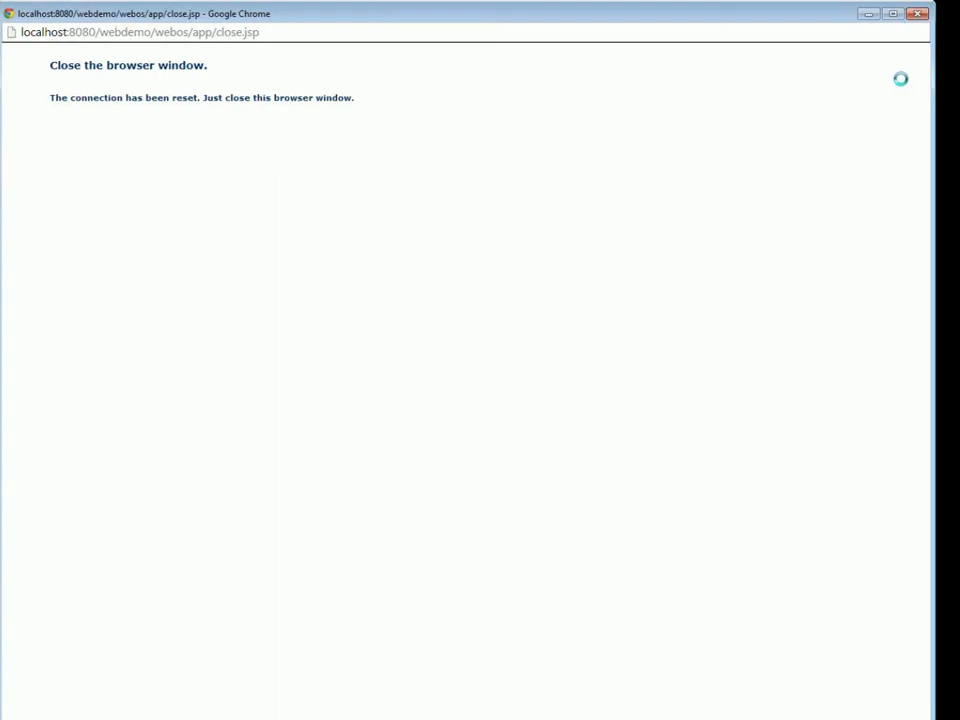 localhost:8080/webdemo/webos/app/close.jsp - Google Chrome
localhost:8080/webdemo/webos/app/close.jsp
Close the browser window.
The connection has been reset. Just close this browser window.